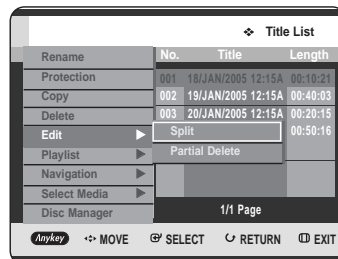 ❖ Title List
Rename No. Title Length
Protection 001 18/JAN/2005 12:15A 00:10:21
Copy 002 19/JAN/2005 12:15A 00:40:03
Delete 003 20/JAN/2005 12:15A 00:20:15
Edit ▶ Split 00:50:16
Playlist ▶ Partial Delete
Navigation ▶
Select Media ▶
Disc Manager 1/1 Page
Anykey MOVE SELECT RETURN EXIT